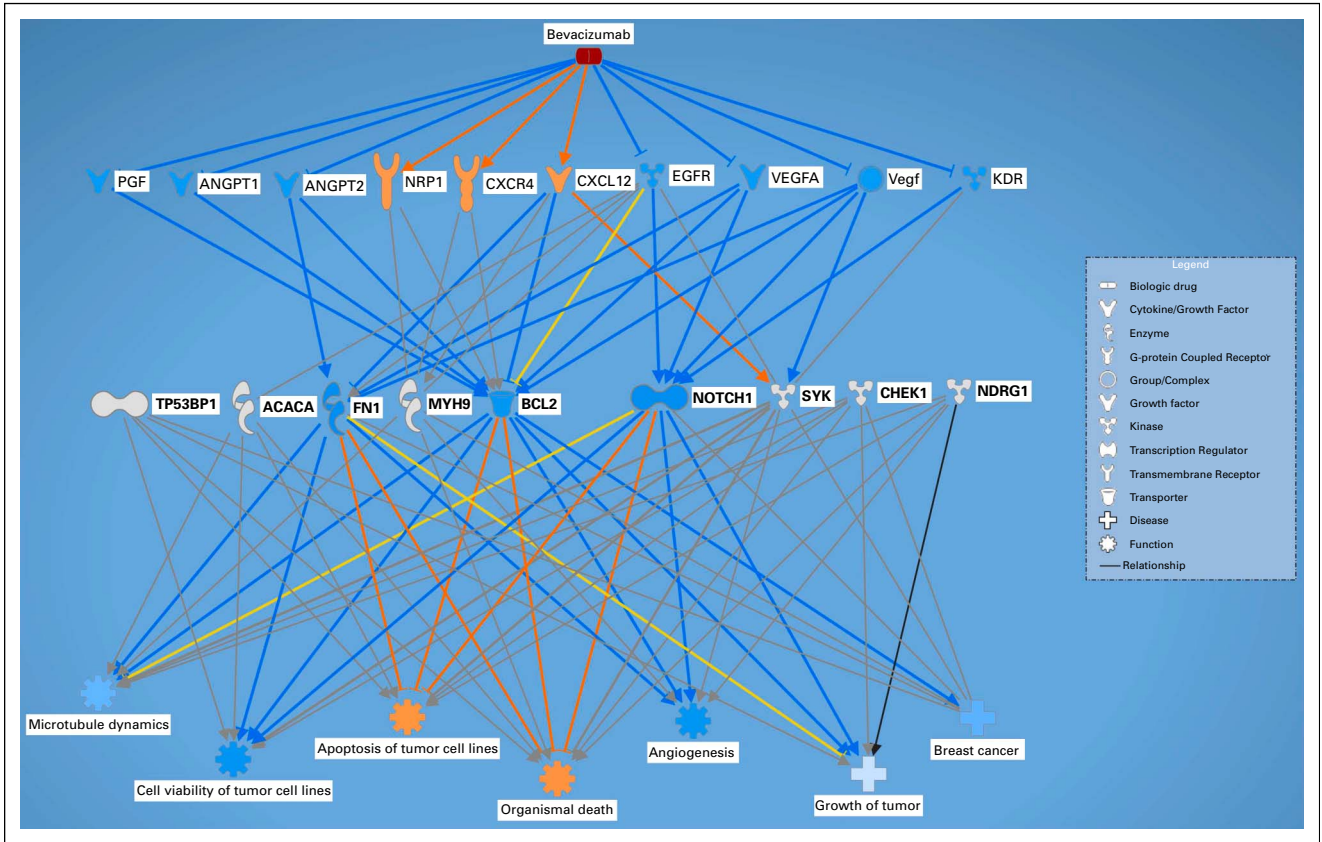 Bevacizumab
PGF
ANGPT1
ANGPT2
NRP1
CXCR4
CXCL12
EGFR
VEGFA
Vegf
KDR
Legend
Biologic drug
Cytokine/Growth Factor
Enzyme
G-protein Coupled Receptor
Group/Complex
Growth factor
Kinase
Transcription Regulator
Transmembrane Receptor
Transporter
Disease
Function
Relationship
TP53BP1
ACACA
FN1
MYH9
BCL2
NOTCH1
SYK
CHEK1
NDRG1
Microtubule dynamics
Cell viability of tumor cell lines
Apoptosis of tumor cell lines
Organismal death
Angiogenesis
Growth of tumor
Breast cancer